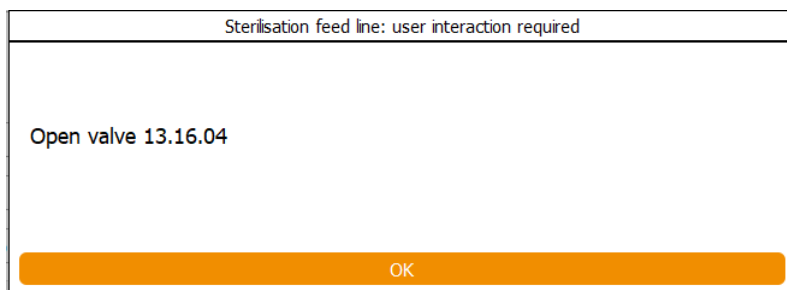 Sterilisation feed line: user interaction required
Open valve 13.16.04
OK